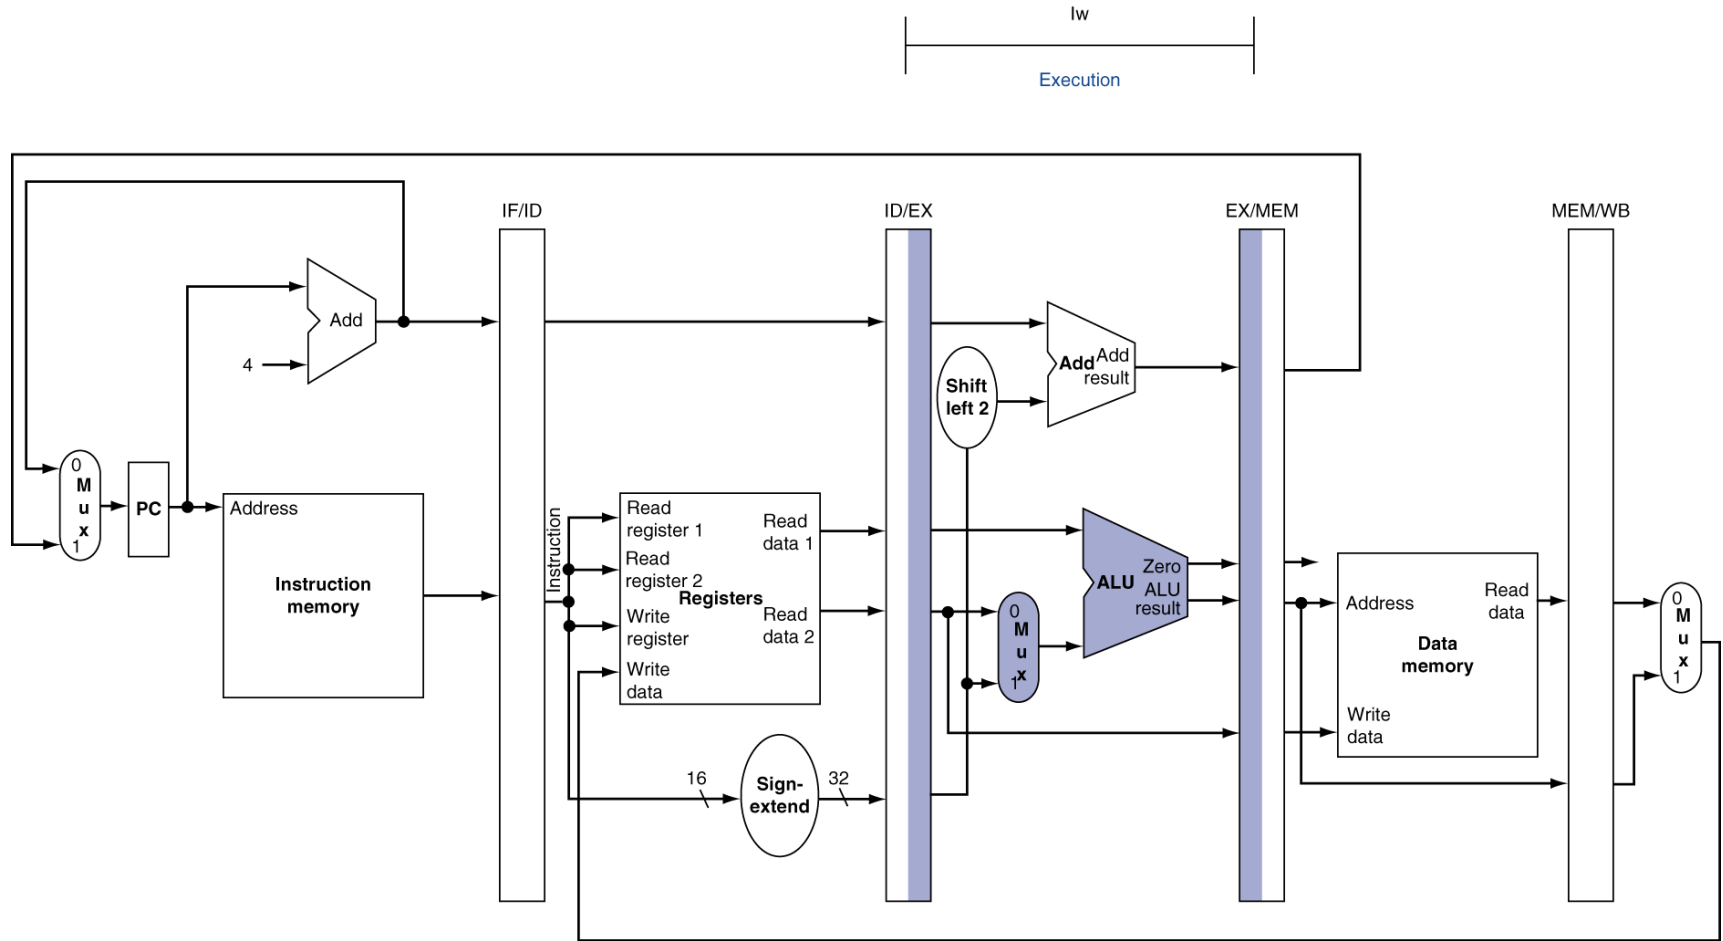 lw
Execution
IF/ID
ID/EX
EX/MEM
MEM/WB
Add
4
Add
Add
result
Shift
left 2
0
M
u
x
1
PC
Address
Instruction
memory
Instruction
Read
register 1
Read
register 2
Write
register
Write
data
Registers
Read
data 1
Read
data 2
16
Sign-
extend
32
0
M
u
x
1
ALU
Zero
ALU
result
Address
Read
data
Data
memory
Write
data
0
M
u
x
1